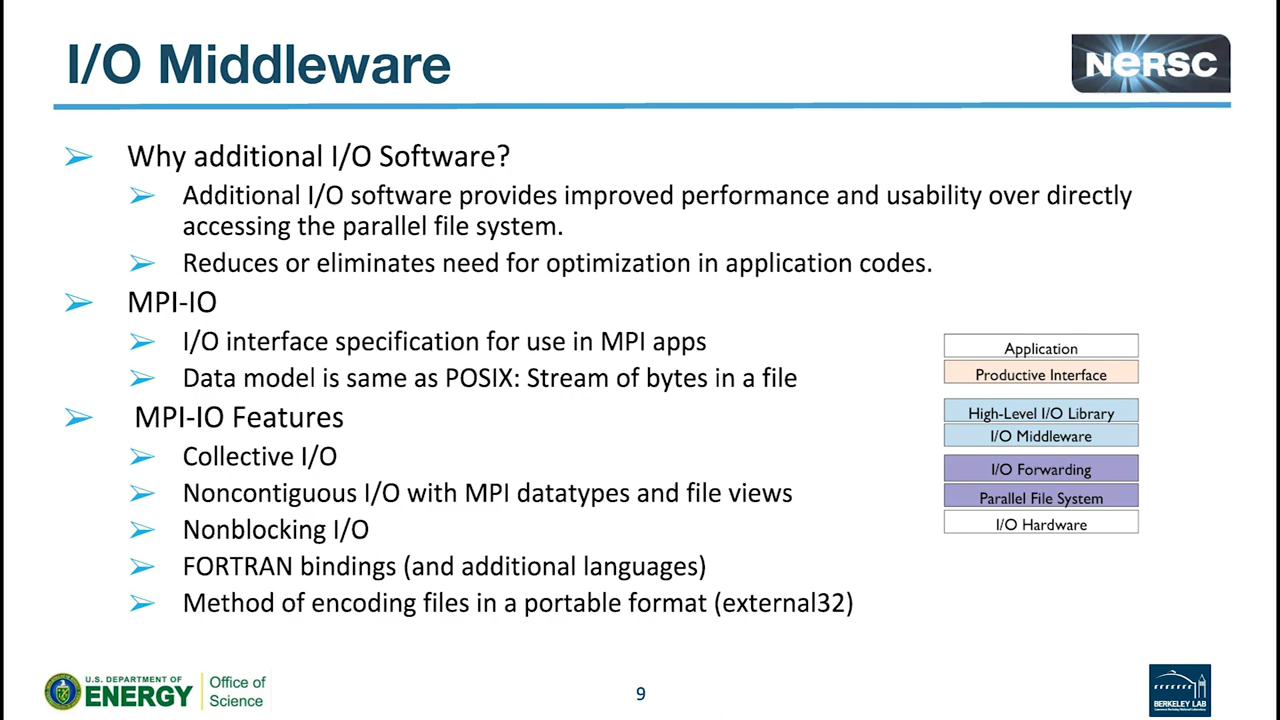 I/O Middleware
NERSC
Why additional I/O Software?
Additional I/O software provides improved performance and usability over directly
accessing the parallel file system.
Reduces or eliminates need for optimization in application codes.
MPI-IO
I/O interface specification for use in MPI apps
Data model is same as POSIX: Stream of bytes in a file
MPI-IO Features
Collective I/O
Noncontiguous I/O with MPI datatypes and file views
Nonblocking I/O
FORTRAN bindings (and additional languages)
Method of encoding files in a portable format (external32)
Application
Productive Interface
High-Level I/O Library
I/O Middleware
I/O Forwarding
Parallel File System
I/O Hardware
U.S. DEPARTMENT OF
ENERGY
Office of
Science
9
BERKELEY LAB
Lawrence Berkeley National Laboratory